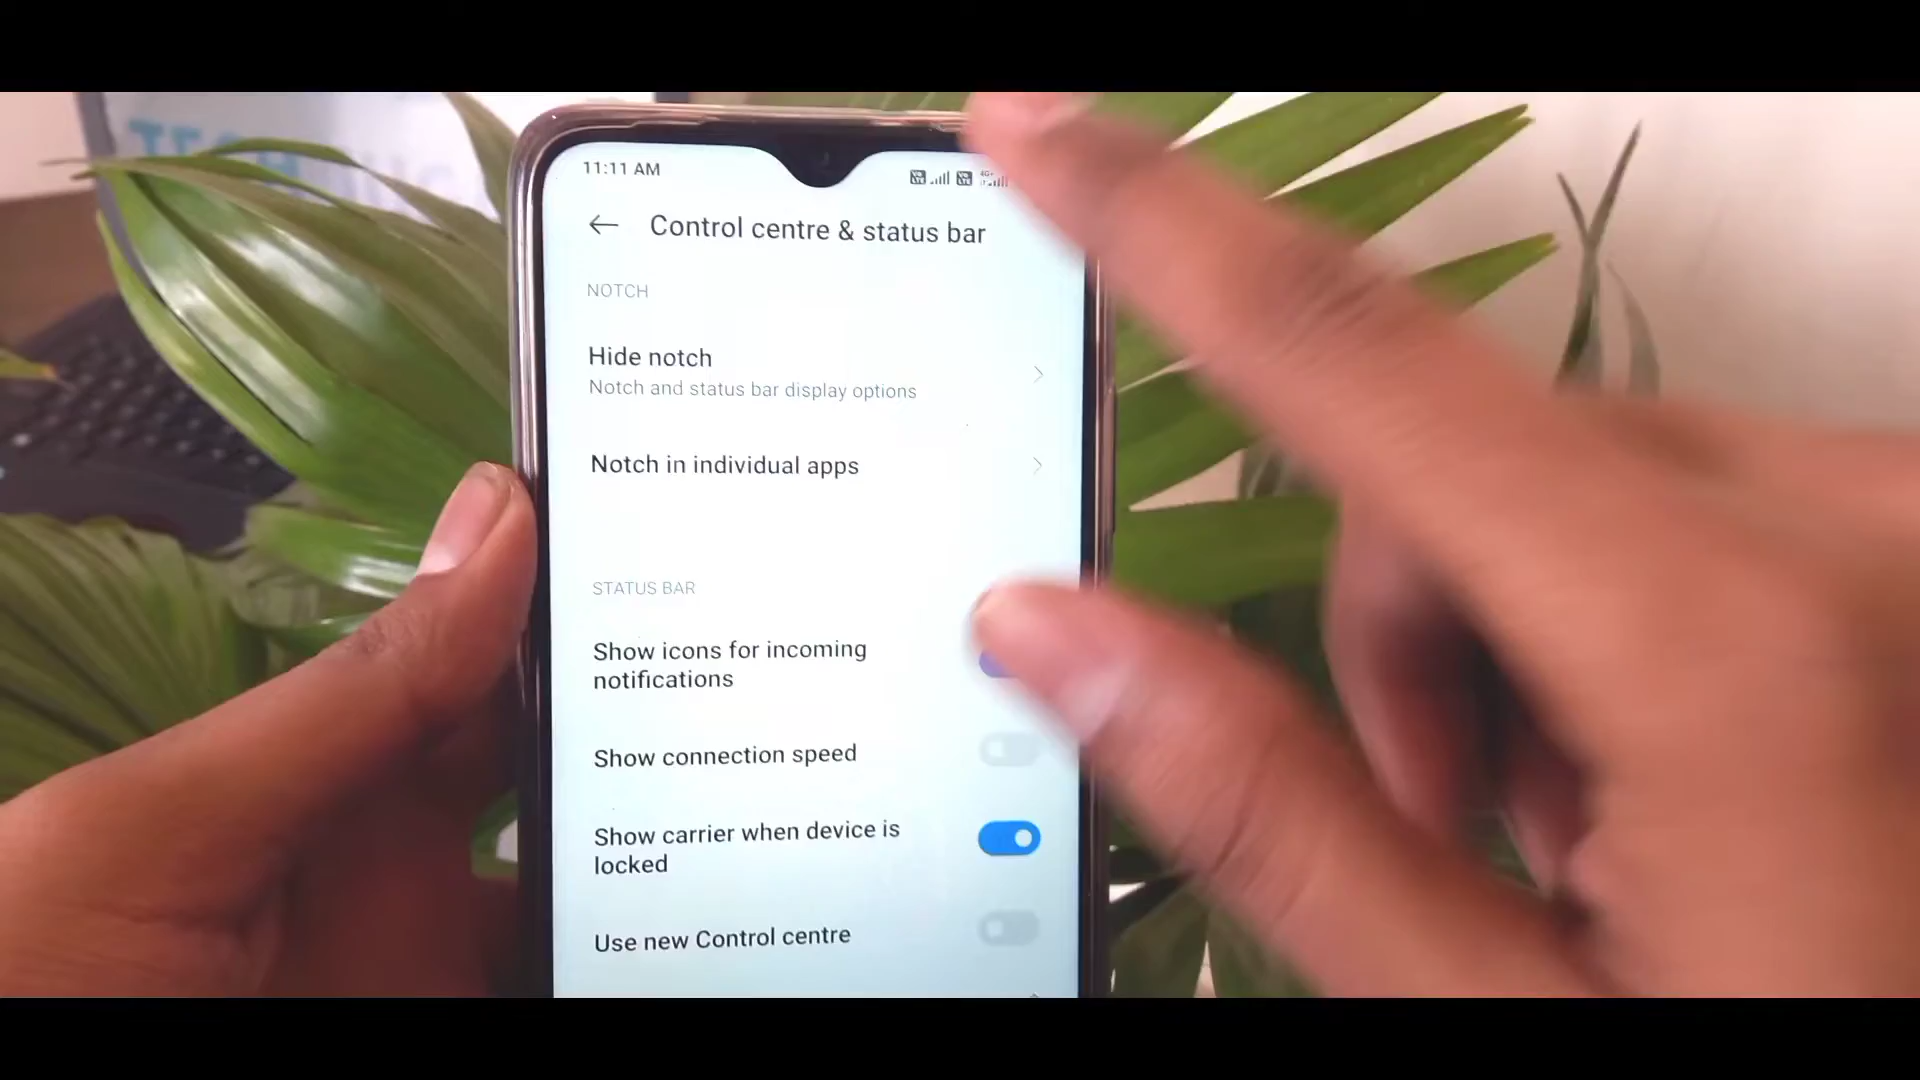 TECH
11:11 AM
Control centre & status bar
NOTCH
Hide notch
Notch and status bar display options
Notch in individual apps
STATUS BAR
Show icons for incoming
notifications
Show connection speed
Show carrier when device is
locked
Use new Control centre